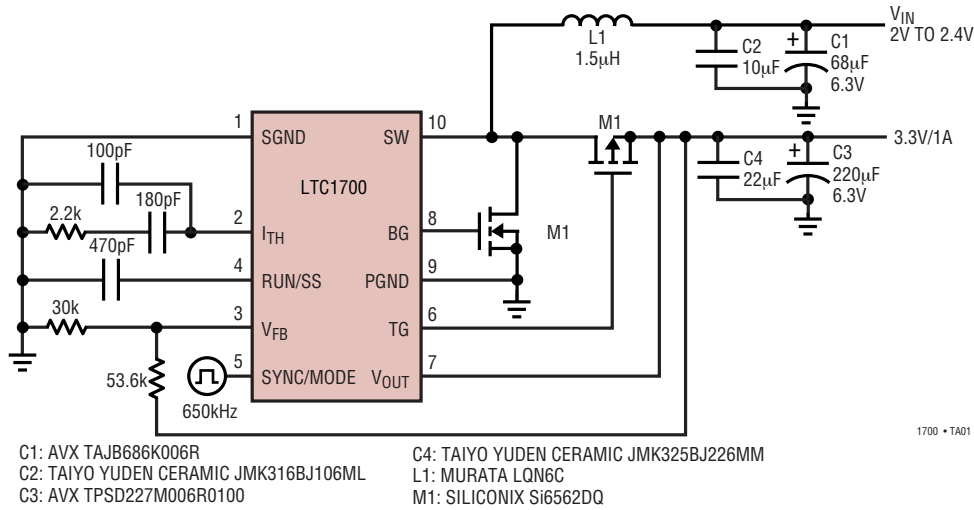 VIN
2V TO 2.4V
L1
1.5µH
C2
10µF
+
C1
68µF
6.3V
1
SGND
SW
10
M1
3.3V/1A
100pF
LTC1700
C4
22µF
+
C3
220µF
6.3V
180pF
2.2k
2
ITH
BG
8
M1
470pF
4
RUN/SS
PGND
9
30k
3
VFB
TG
6
5
SYNC/MODE
VOUT
7
53.6k
650kHz
1700 • TA01
C1: AVX TAJB686K006R
C2: TAIYO YUDEN CERAMIC JMK316BJ106ML
C3: AVX TPSD227M006R0100
C4: TAIYO YUDEN CERAMIC JMK325BJ226MM
L1: MURATA LQN6C
M1: SILICONIX Si6562DQ